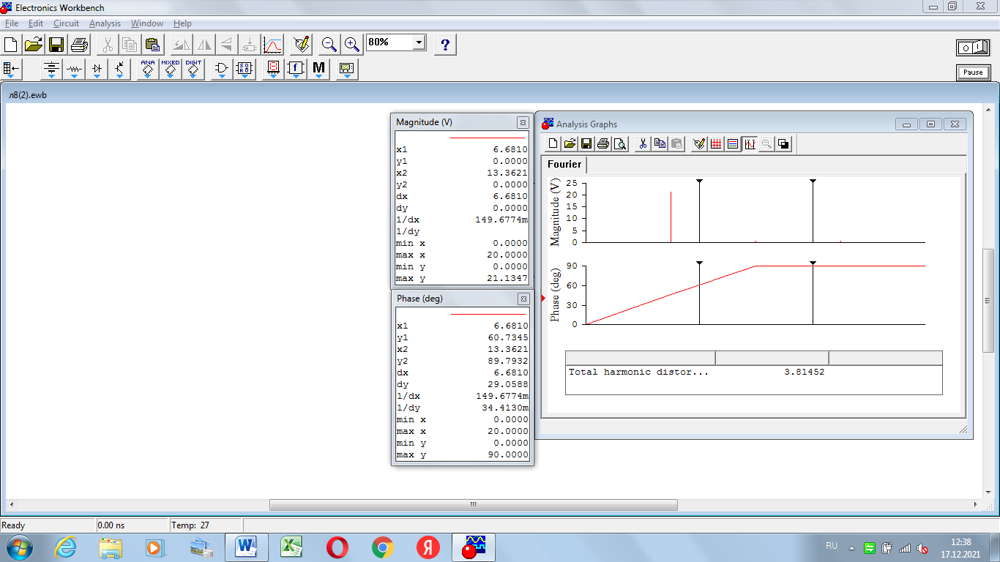 Electronics Workbench
File Edit Circuit Analysis Window Help
80%
?
ANA MIXED DIGIT
f M
Pause
л8(2).ewb
Magnitude (V)
x1 6.6810
y1 0.0000
x2 13.3621
y2 0.0000
dx 6.6810
dy 0.0000
1/dx 149.6774m
1/dy
min x 0.0000
max x 20.0000
min y 0.0000
max y 21.1347
Phase (deg)
x1 6.6810
y1 60.7345
x2 13.3621
y2 89.7932
dx 6.6810
dy 29.0588
1/dx 149.6774m
1/dy 34.4130m
min x 0.0000
max x 20.0000
min y 0.0000
max y 90.0000
Analysis Graphs
Fourier
Magnitude (V)
25
20
15
10
5
0
Phase (deg)
90
60
30
0
Total harmonic distor... 3.81452
Ready 0.00 ns Temp: 27
RU
12:38
17.12.2021